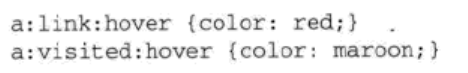 a:link:hover {color: red;}
a:visited:hover {color: maroon;}